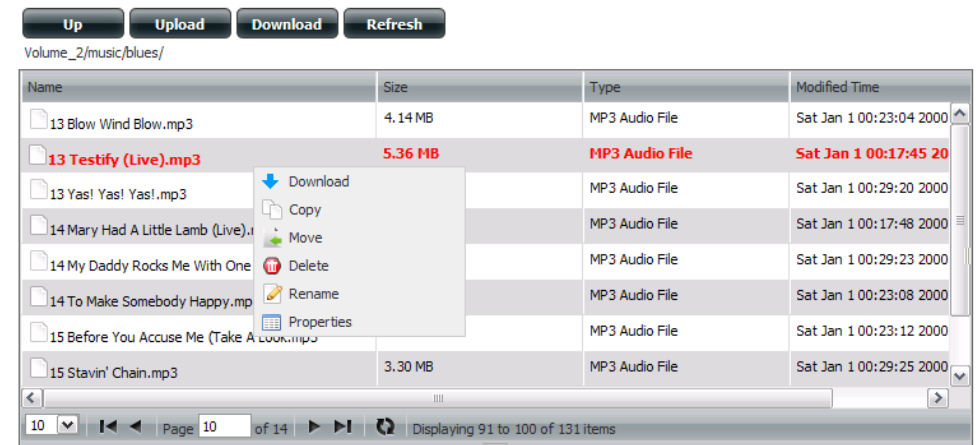 Up Upload Download Refresh
Volume_2/music/blues/
Name Size Type Modified Time
13 Blow Wind Blow.mp3 4.14 MB MP3 Audio File Sat Jan 1 00:23:04 2000
13 Testify (Live).mp3 5.36 MB MP3 Audio File Sat Jan 1 00:17:45 20
Download
13 Yas! Yas! Yas!.mp3 MP3 Audio File Sat Jan 1 00:29:20 2000
Copy
14 Mary Had A Little Lamb (Live). MP3 Audio File Sat Jan 1 00:17:48 2000
Move
14 My Daddy Rocks Me With One MP3 Audio File Sat Jan 1 00:29:23 2000
Delete
14 To Make Somebody Happy.mp MP3 Audio File Sat Jan 1 00:23:08 2000
Rename
Properties
15 Before You Accuse Me (Take A Look.mp3 MP3 Audio File Sat Jan 1 00:23:12 2000
15 Stavin' Chain.mp3 3.30 MB MP3 Audio File Sat Jan 1 00:29:25 2000
10 Page 10 of 14 Displaying 91 to 100 of 131 items